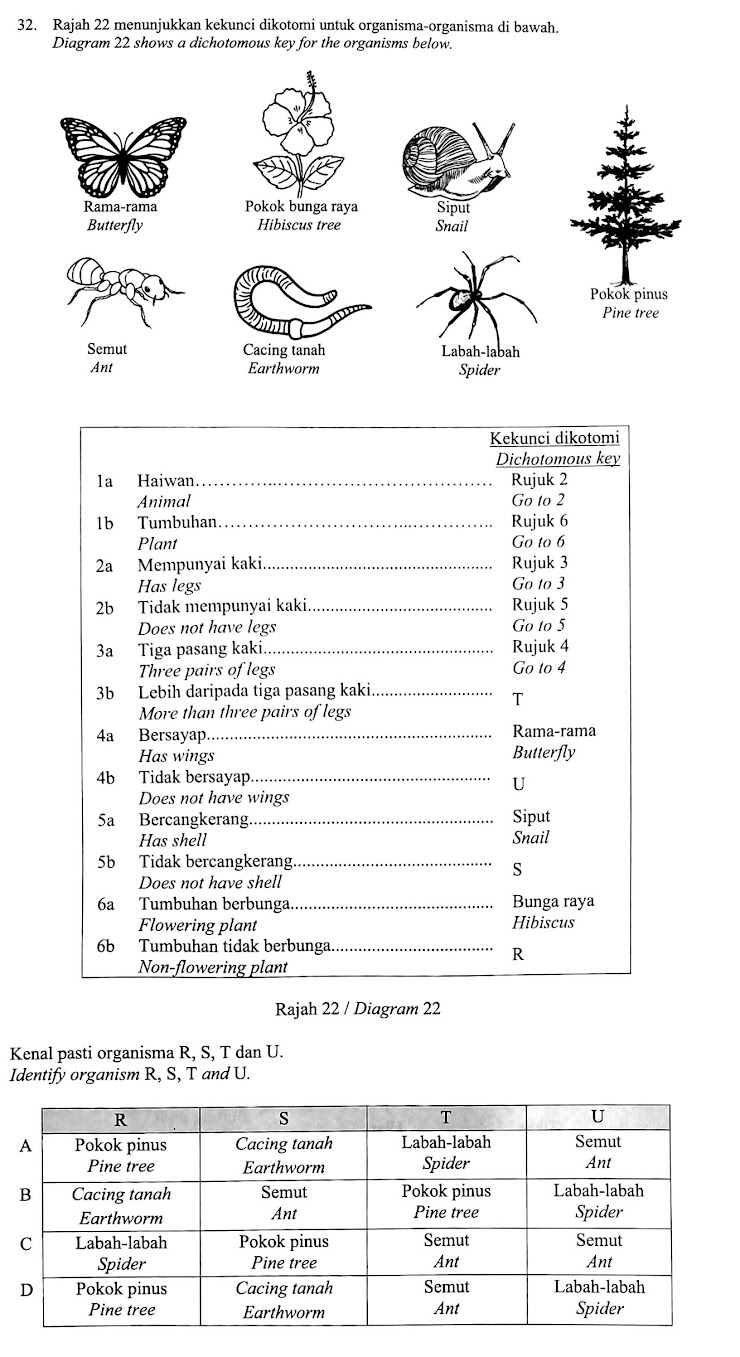 32. Rajah 22 menunjukkan kekunci dikotomi untuk organisma-organisma di bawah.
Diagram 22 shows a dichotomous key for the organisms below.
Rama-rama
Butterfly
Pokok bunga raya
Hibiscus tree
Siput
Snail
Pokok pinus
Pine tree
Semut
Ant
Cacing tanah
Earthworm
Labah-labah
Spider
Kekunci dikotomi
Dichotomous key
1a Haiwan.................................................. Rujuk 2
Animal Go to 2
1b Tumbuhan.................................................. Rujuk 6
Plant Go to 6
2a Mempunyai kaki.................................................. Rujuk 3
Has legs Go to 3
2b Tidak mempunyai kaki.......................................... Rujuk 5
Does not have legs Go to 5
3a Tiga pasang kaki.................................................. Rujuk 4
Three pairs of legs Go to 4
3b Lebih daripada tiga pasang kaki........................... T
More than three pairs of legs
4a Bersayap.................................................. Rama-rama
Has wings Butterfly
4b Tidak bersayap.................................................. U
Does not have wings
5a Bercangkerang.................................................. Siput
Has shell Snail
5b Tidak bercangkerang............................................. S
Does not have shell
6a Tumbuhan berbunga.............................................. Bunga raya
Flowering plant Hibiscus
6b Tumbuhan tidak berbunga.................................... R
Non-flowering plant
Rajah 22 / Diagram 22
Kenal pasti organisma R, S, T dan U.
Identify organism R, S, T and U.
R S T U
A Pokok pinus Cacing tanah Labah-labah Semut
Pine tree Earthworm Spider Ant
B Cacing tanah Semut Pokok pinus Labah-labah
Earthworm Ant Pine tree Spider
C Labah-labah Pokok pinus Semut Semut
Spider Pine tree Ant Ant
D Pokok pinus Cacing tanah Semut Labah-labah
Pine tree Earthworm Ant Spider